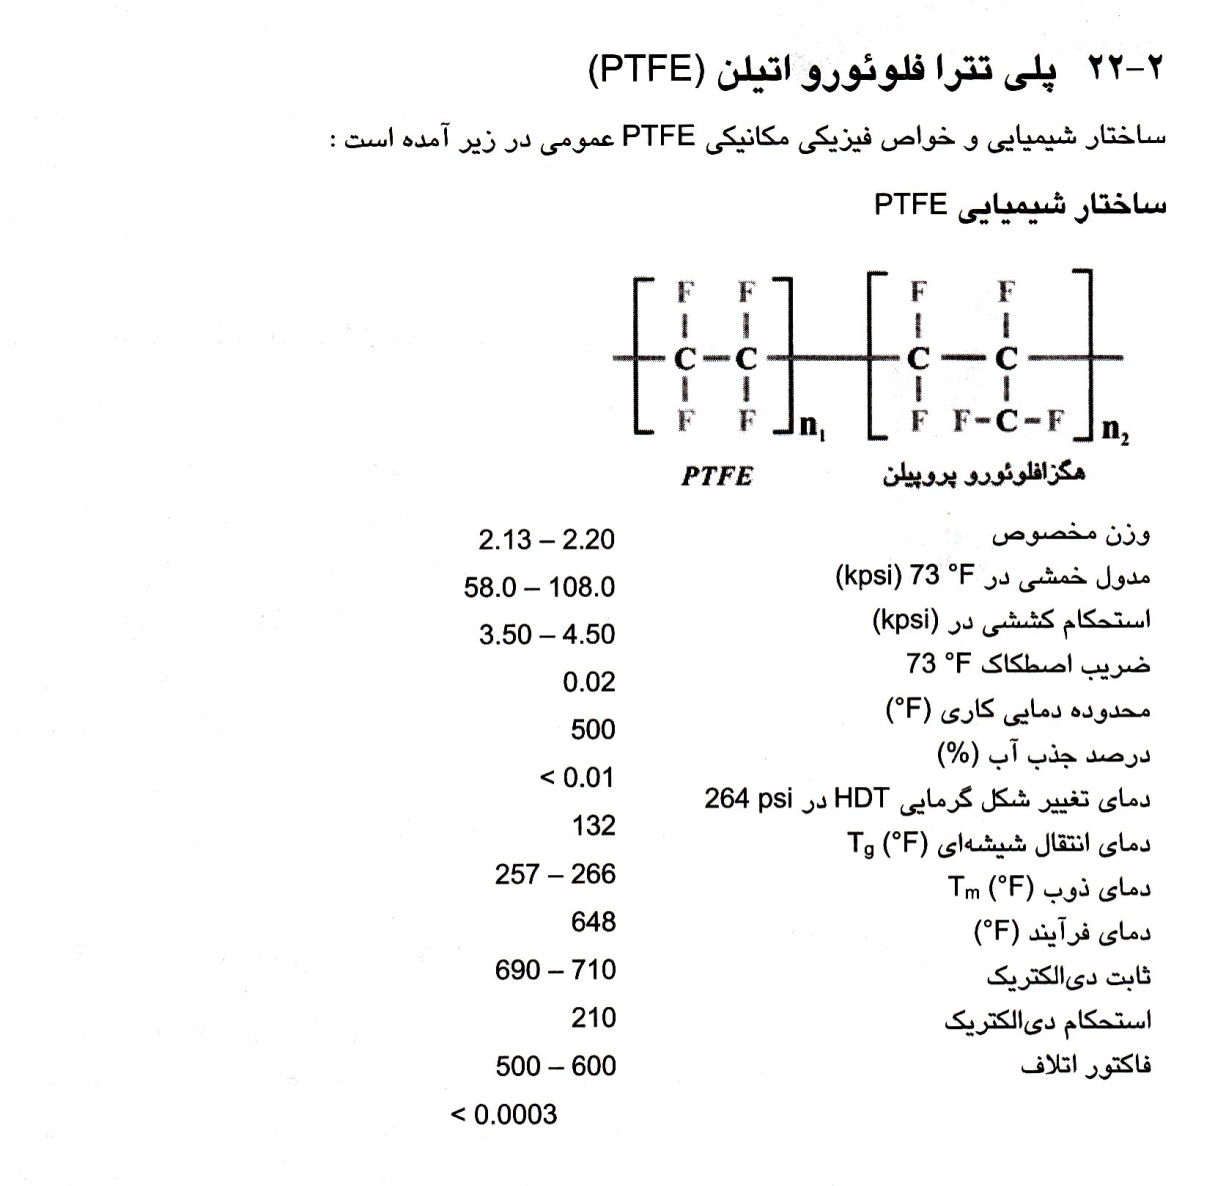 ۲-۲۲ پلی تترا فلوئورو اتیلن (PTFE)
ساختار شیمیایی و خواص فیزیکی مکانیکی PTFE عمومی در زیر آمده است :
ساختار شیمیایی PTFE
F F F F
C C C C
F F n1 F F-C-F n2
PTFE هگزافلوئورو پروپیلن
وزن مخصوص 2.13 – 2.20
مدول خمشی در 73 °F (kpsi) 58.0 – 108.0
استحکام کششی در (kpsi) 3.50 – 4.50
ضریب اصطکاک 73 °F 0.02
محدوده دمایی کاری (°F) 500
درصد جذب آب (%) < 0.01
دمای تغییر شکل گرمایی HDT در 264 psi 132
دمای انتقال شیشه‌ای Tg (°F) 257 – 266
دمای ذوب Tm (°F) 648
دمای فرآیند (°F) 690 – 710
ثابت دی‌الکتریک 210
استحکام دی‌الکتریک 500 – 600
فاکتور اتلاف < 0.0003